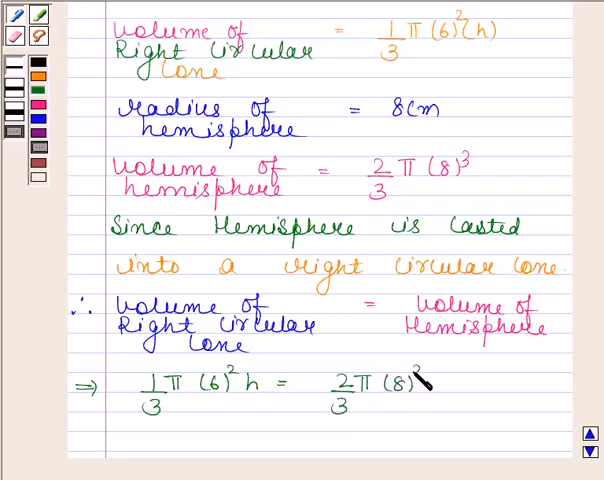 Volume of = 1/3 π (6)² (h)
Right Circular
Cone
radius of = 8cm
hemisphere
Volume of = 2/3 π (8)³
hemisphere
Since Hemisphere is casted
into a right circular cone.
∴ Volume of = Volume of
Right Circular Hemisphere
Cone
⇒ 1/3 π (6)² h = 2/3 π (8)